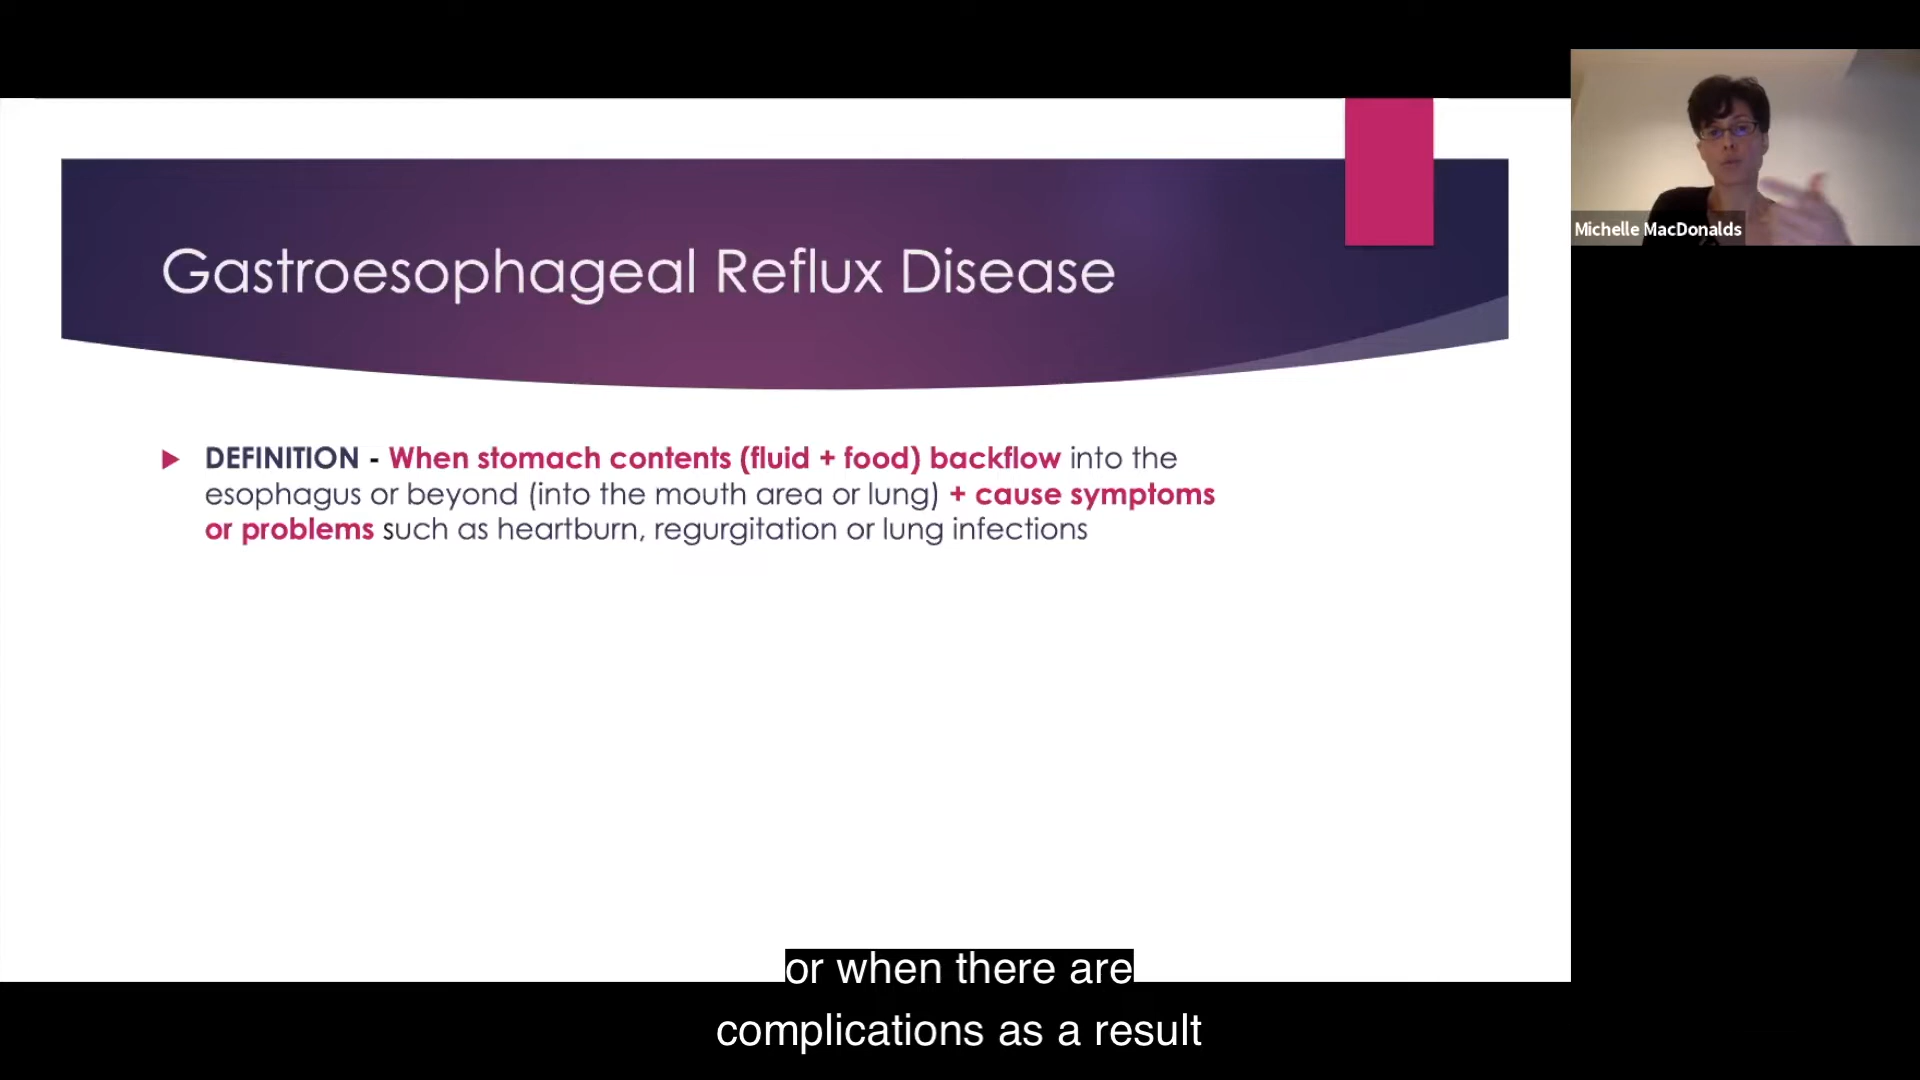 Gastroesophageal Reflux Disease
Michelle MacDonalds
DEFINITION - When stomach contents (fluid + food) backflow into the
esophagus or beyond (into the mouth area or lung) + cause symptoms
or problems such as heartburn, regurgitation or lung infections
or when there are
complications as a result